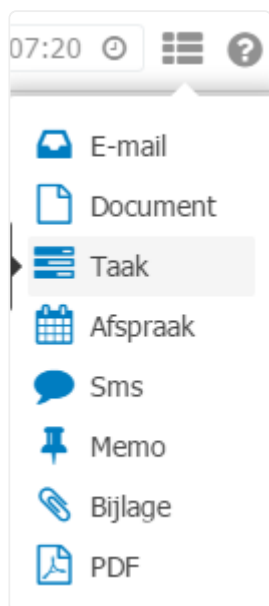 07:20
E-mail
Document
Taak
Afspraak
Sms
Memo
Bijlage
PDF